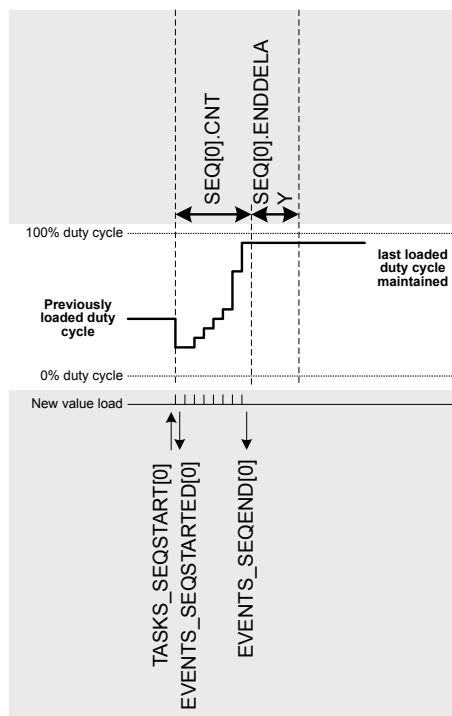 SEQ[0].CNT
SEQ[0].ENDDELA
Y
100% duty cycle
last loaded
duty cycle
maintained
Previously
loaded duty
cycle
0% duty cycle
New value load
TASKS_SEQSTART[0]
EVENTS_SEQSTARTED[0]
EVENTS_SEQEND[0]